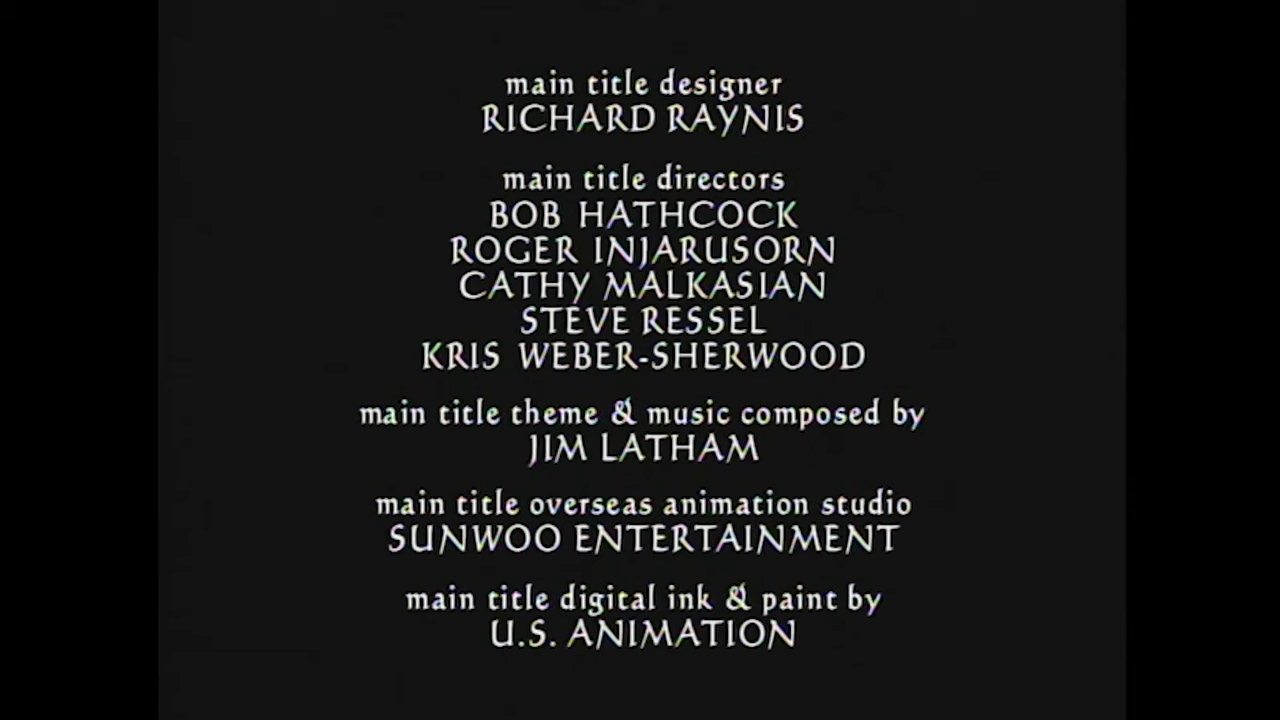 main title designer
RICHARD RAYNIS
main title directors
BOB HATHCOCK
ROGER INJARUSORN
CATHY MALKASIAN
STEVE RESSEL
KRIS WEBER-SHERWOOD
main title theme & music composed by
JIM LATHAM
main title overseas animation studio
SUNWOO ENTERTAINMENT
main title digital ink & paint by
U.S. ANIMATION